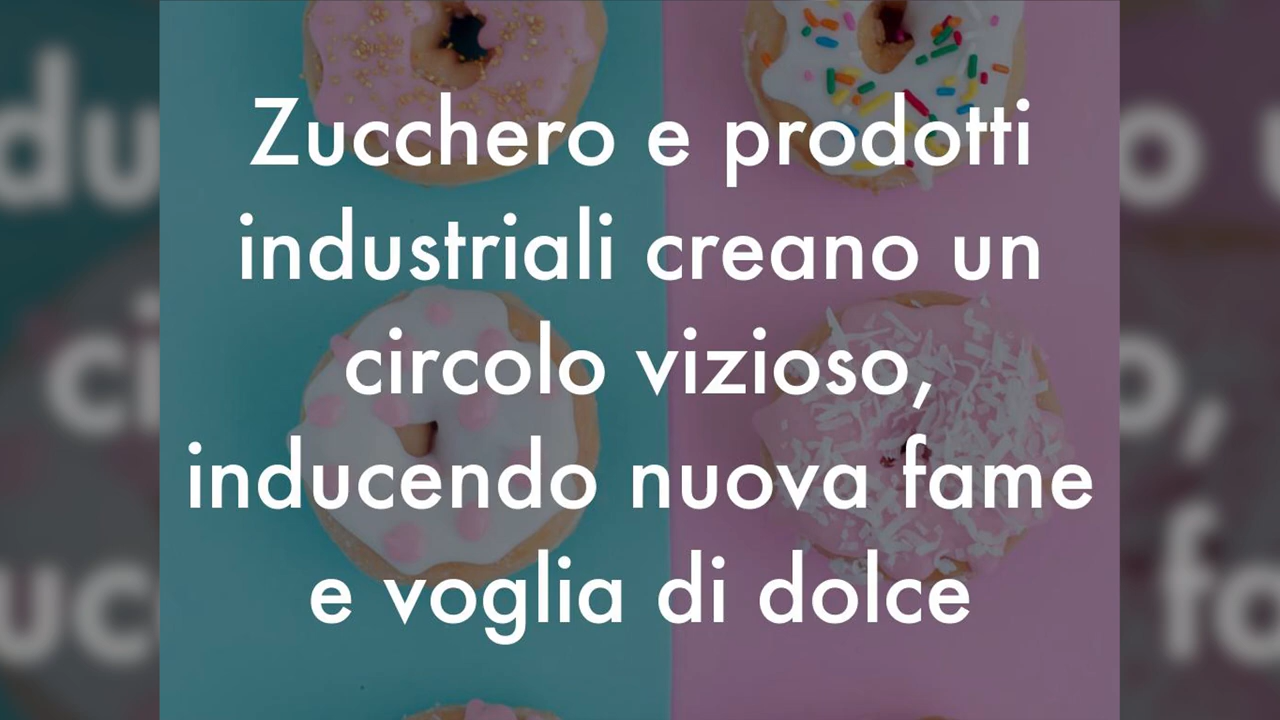 Zucchero e prodotti
industriali creano un
circolo vizioso,
inducendo nuova fame
e voglia di dolce